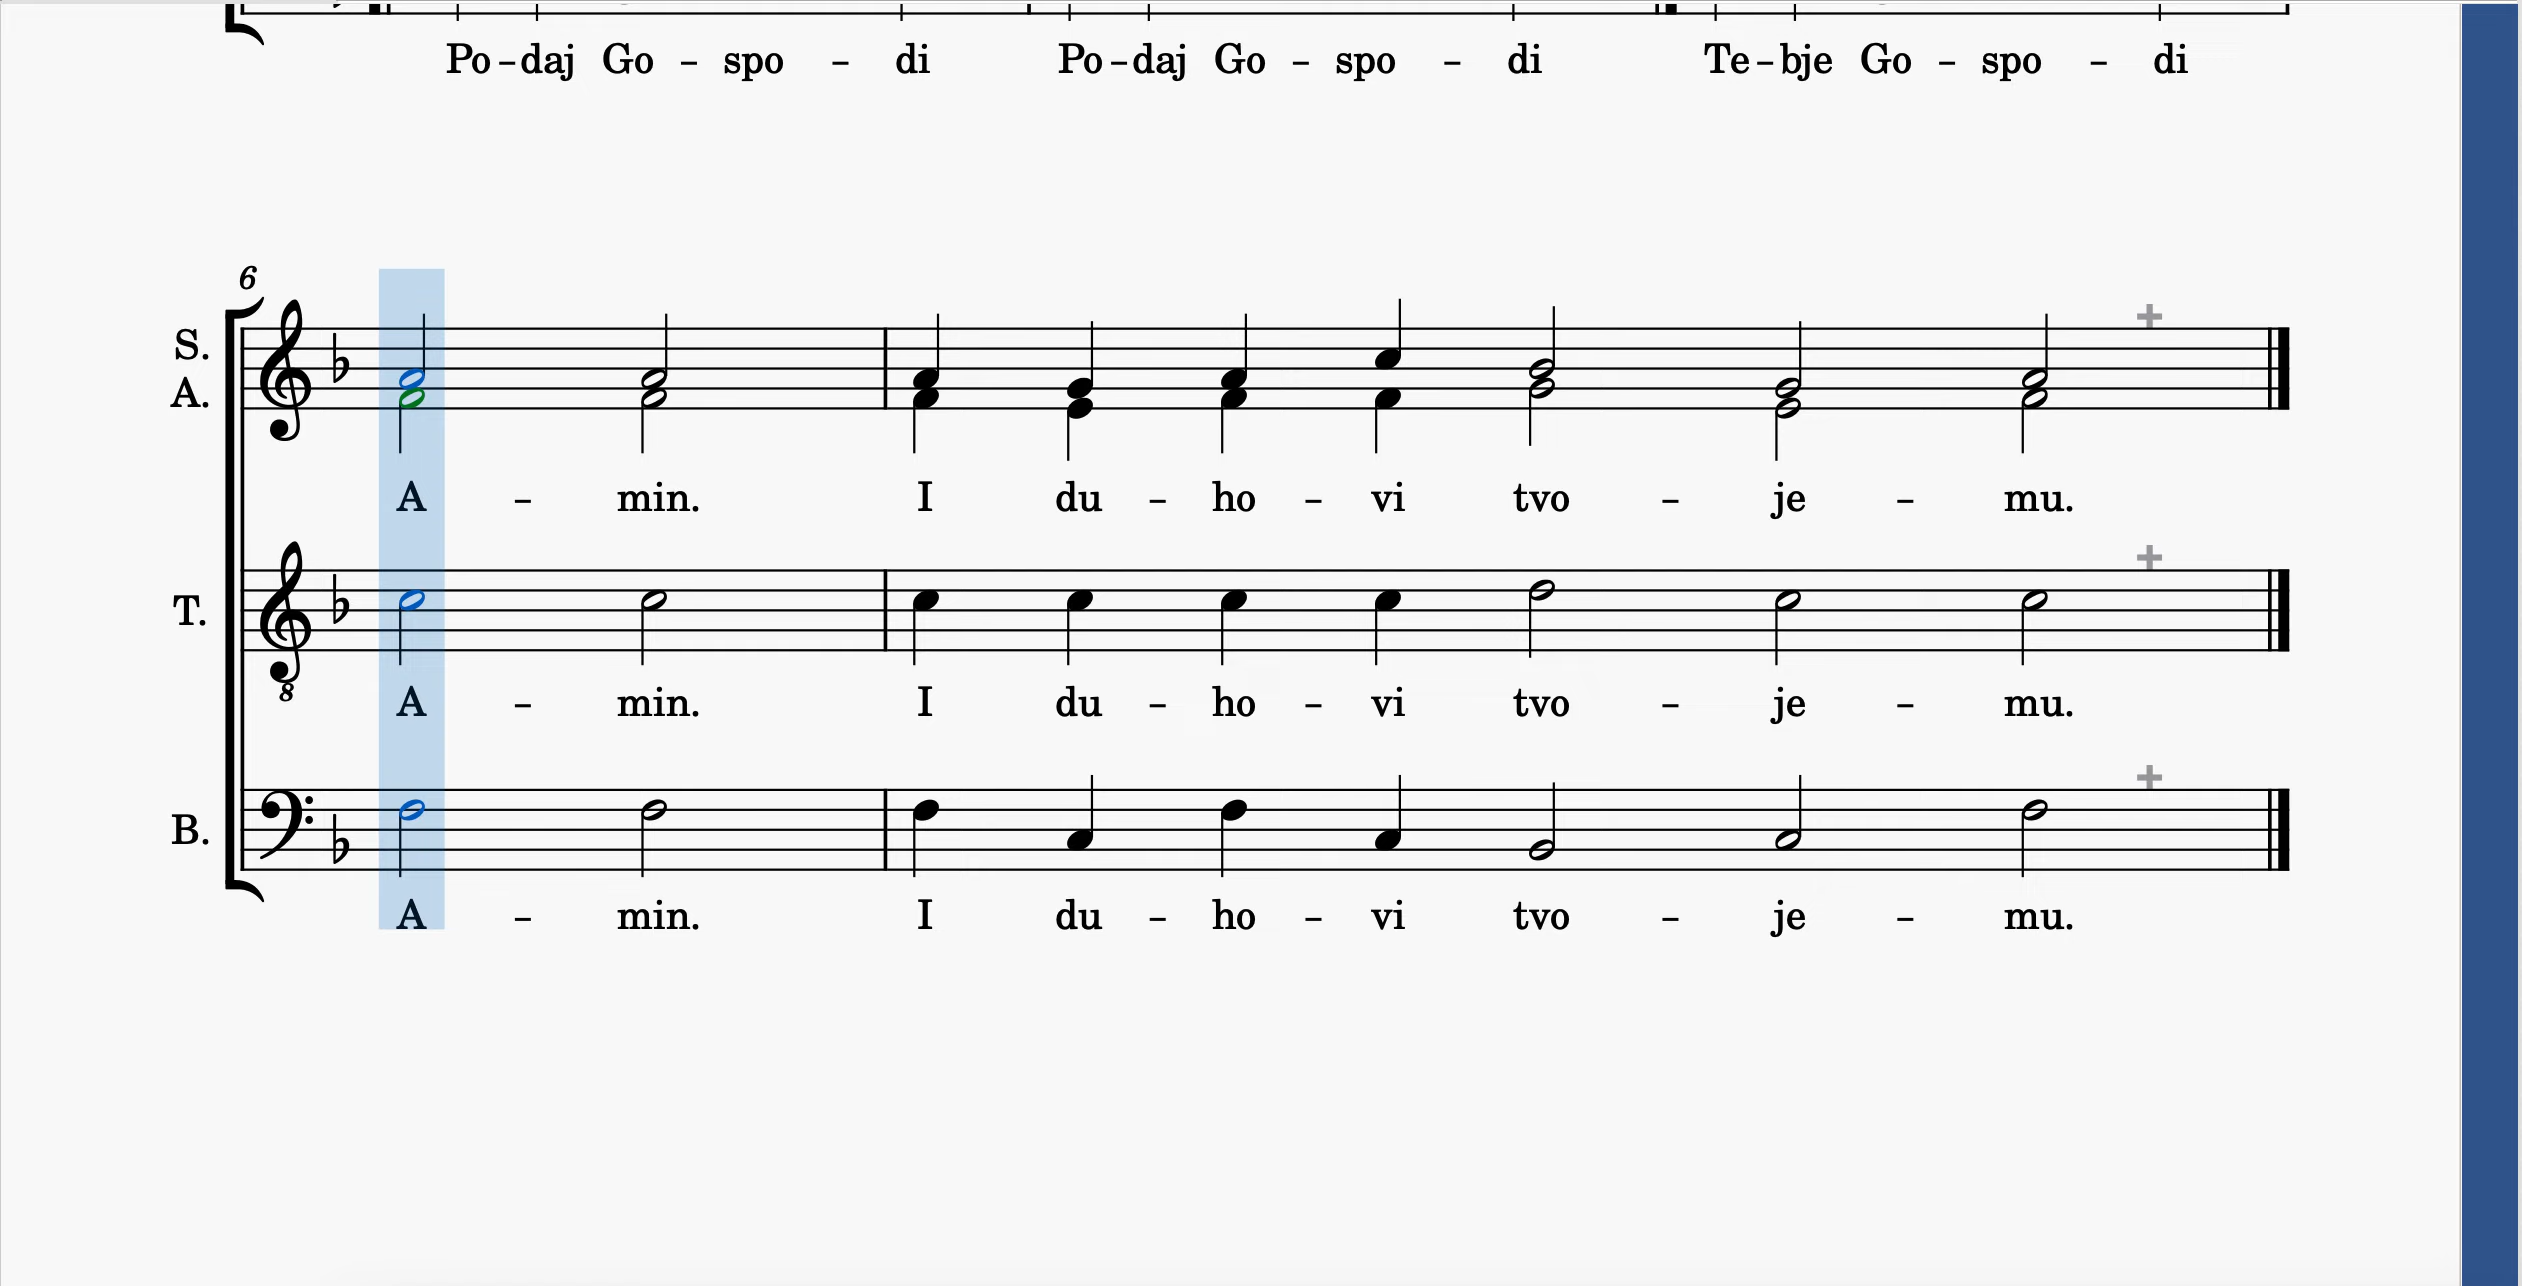 Po - daj Go - spo - di Po - daj Go - spo - di Te - bje Go - spo - di
6
S.
A.
A - min. I du - ho - vi tvo - je - mu.
T.
8
A - min. I du - ho - vi tvo - je - mu.
B.
A - min. I du - ho - vi tvo - je - mu.